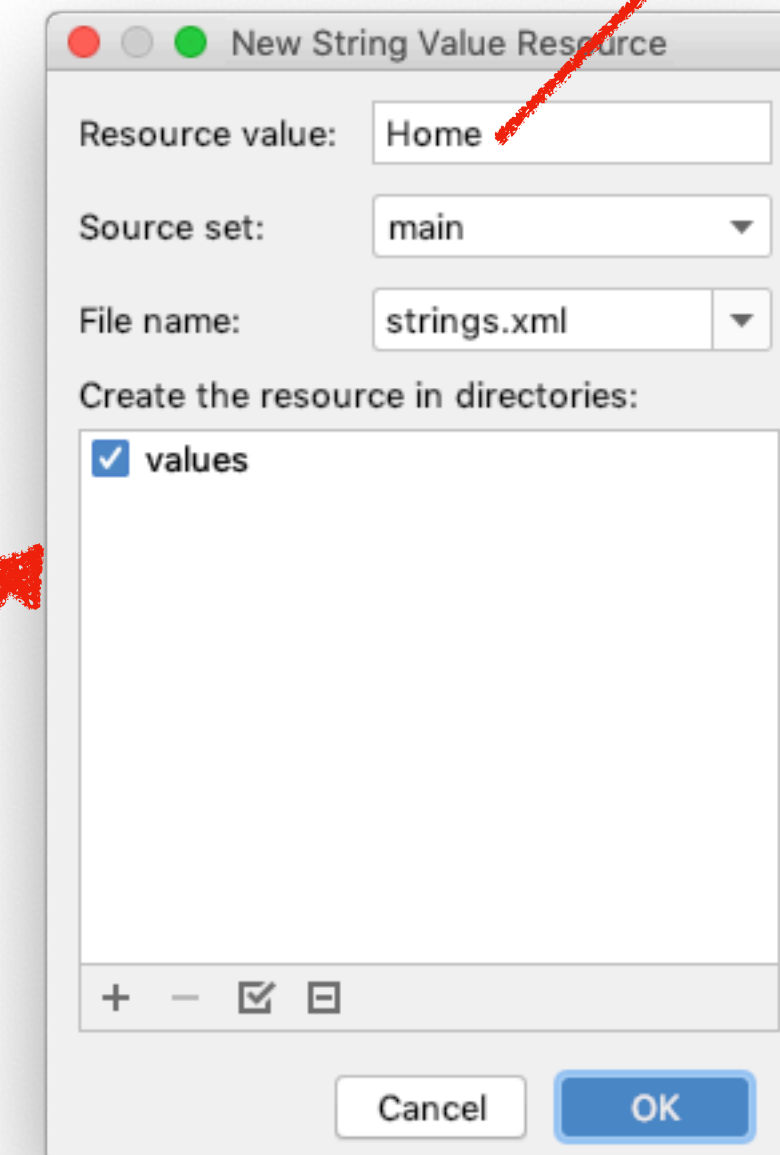 New String Value Resource
Resource value: Home
Source set: main
File name: strings.xml
Create the resource in directories:
values
Cancel OK